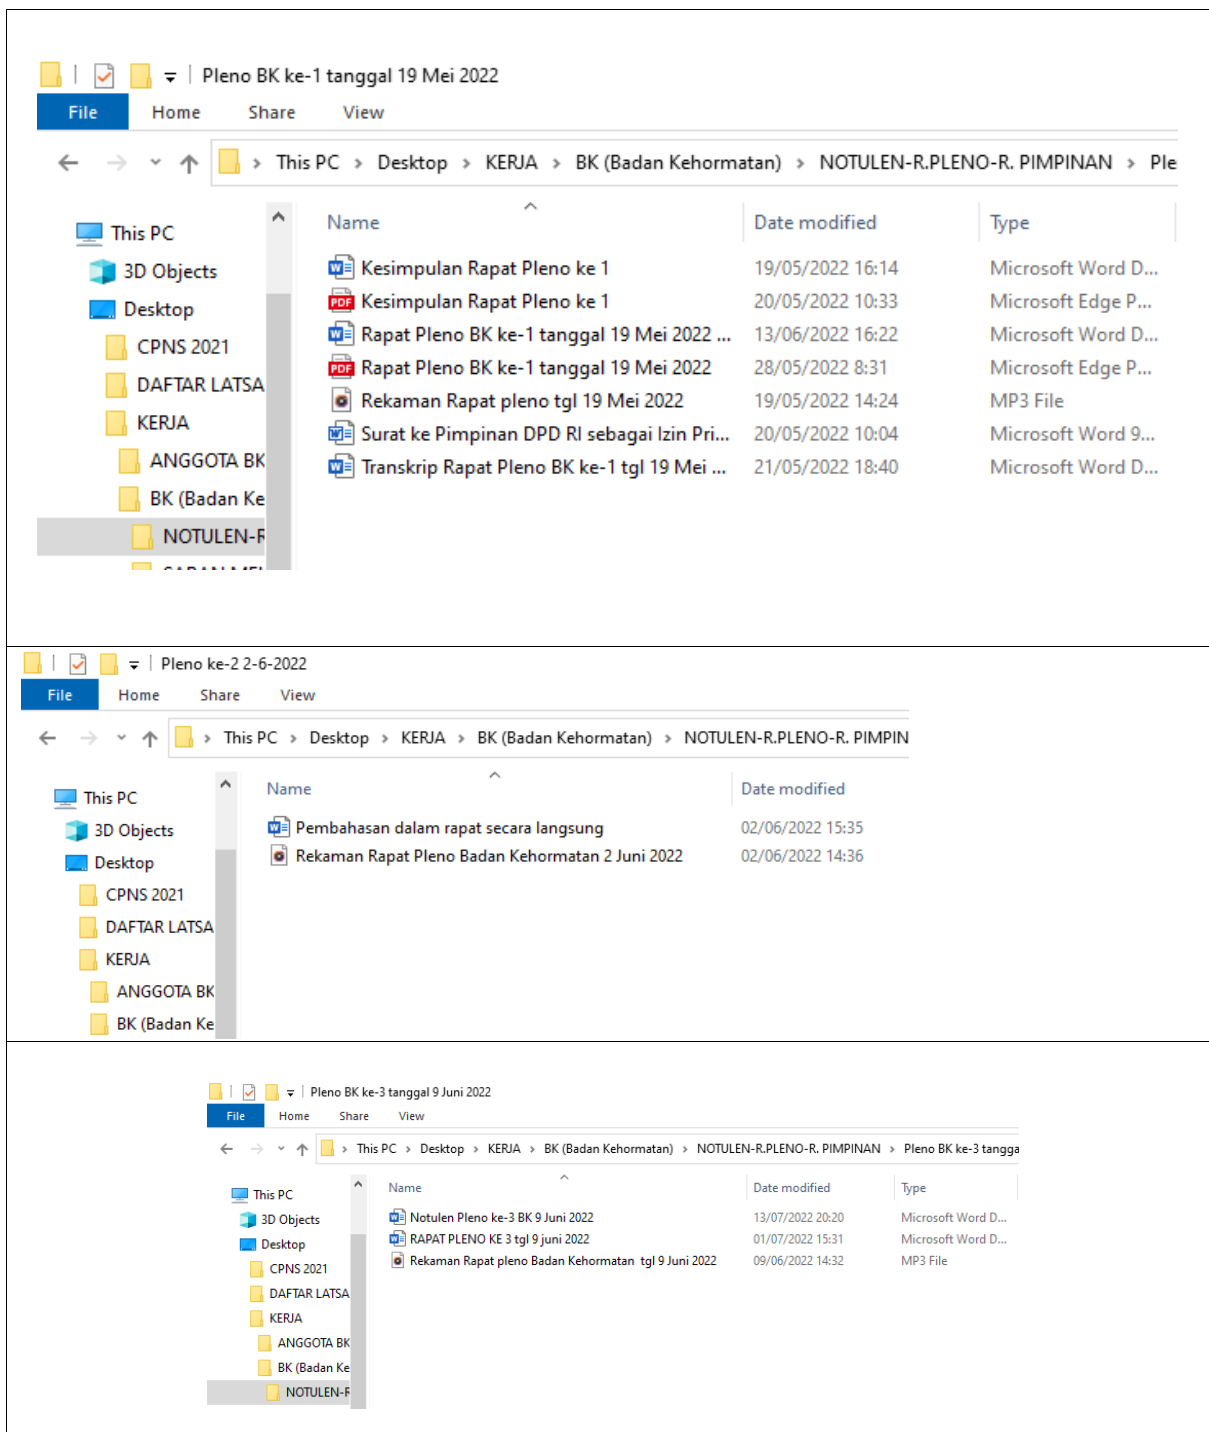 Pleno BK ke-1 tanggal 19 Mei 2022
File Home Share View
This PC > Desktop > KERJA > BK (Badan Kehormatan) > NOTULEN-R.PLENO-R. PIMPINAN > Ple
This PC
3D Objects
Desktop
CPNS 2021
DAFTAR LATSA
KERJA
ANGGOTA BK
BK (Badan Ke
NOTULEN-R
Name Date modified Type
Kesimpulan Rapat Pleno ke 1 19/05/2022 16:14 Microsoft Word D...
Kesimpulan Rapat Pleno ke 1 20/05/2022 10:33 Microsoft Edge P...
Rapat Pleno BK ke-1 tanggal 19 Mei 2022 ... 13/06/2022 16:22 Microsoft Word D...
Rapat Pleno BK ke-1 tanggal 19 Mei 2022 28/05/2022 8:31 Microsoft Edge P...
Rekaman Rapat pleno tgl 19 Mei 2022 19/05/2022 14:24 MP3 File
Surat ke Pimpinan DPD RI sebagai Izin Pri... 20/05/2022 10:04 Microsoft Word 9...
Transkrip Rapat Pleno BK ke-1 tgl 19 Mei ... 21/05/2022 18:40 Microsoft Word D...
Pleno ke-2 2-6-2022
File Home Share View
This PC > Desktop > KERJA > BK (Badan Kehormatan) > NOTULEN-R.PLENO-R. PIMPIN
This PC
3D Objects
Desktop
CPNS 2021
DAFTAR LATSA
KERJA
ANGGOTA BK
BK (Badan Ke
Name Date modified
Pembahasan dalam rapat secara langsung 02/06/2022 15:35
Rekaman Rapat Pleno Badan Kehormatan 2 Juni 2022 02/06/2022 14:36
Pleno BK ke-3 tanggal 9 Juni 2022
File Home Share View
This PC > Desktop > KERJA > BK (Badan Kehormatan) > NOTULEN-R.PLENO-R. PIMPINAN > Pleno BK ke-3 tangga
This PC
3D Objects
Desktop
CPNS 2021
DAFTAR LATSA
KERJA
ANGGOTA BK
BK (Badan Ke
NOTULEN-R
Name Date modified Type
Notulen Pleno ke-3 BK 9 Juni 2022 13/07/2022 20:20 Microsoft Word D...
RAPAT PLENO KE 3 tgl 9 juni 2022 01/07/2022 15:31 Microsoft Word D...
Rekaman Rapat pleno Badan Kehormatan tgl 9 Juni 2022 09/06/2022 14:32 MP3 File